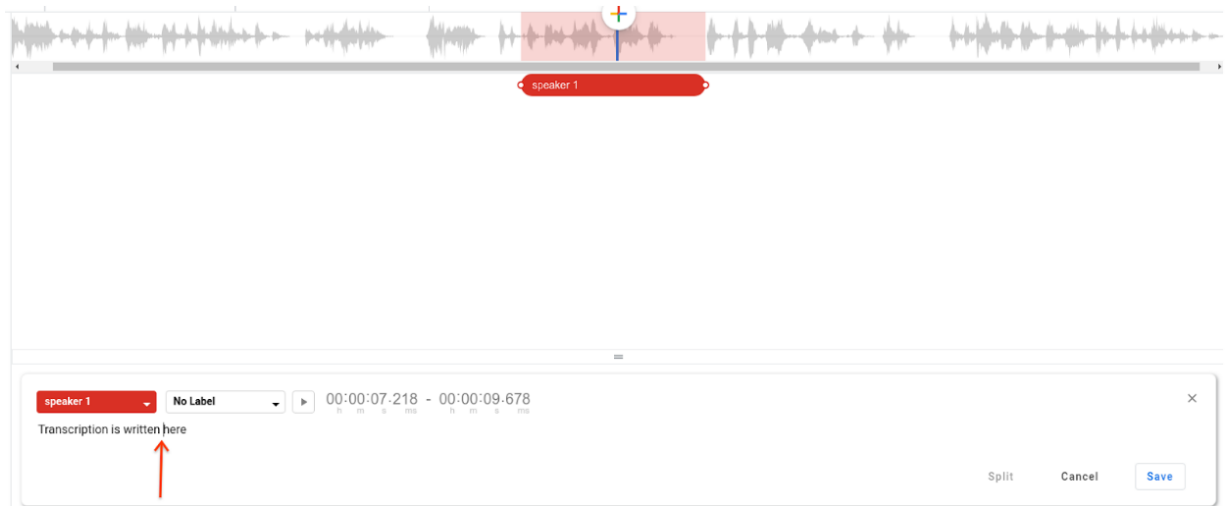 speaker 1
speaker 1 No Label 00:00:07.218 - 00:00:09.678
h m s ms h m s ms
Transcription is written here
Split Cancel Save